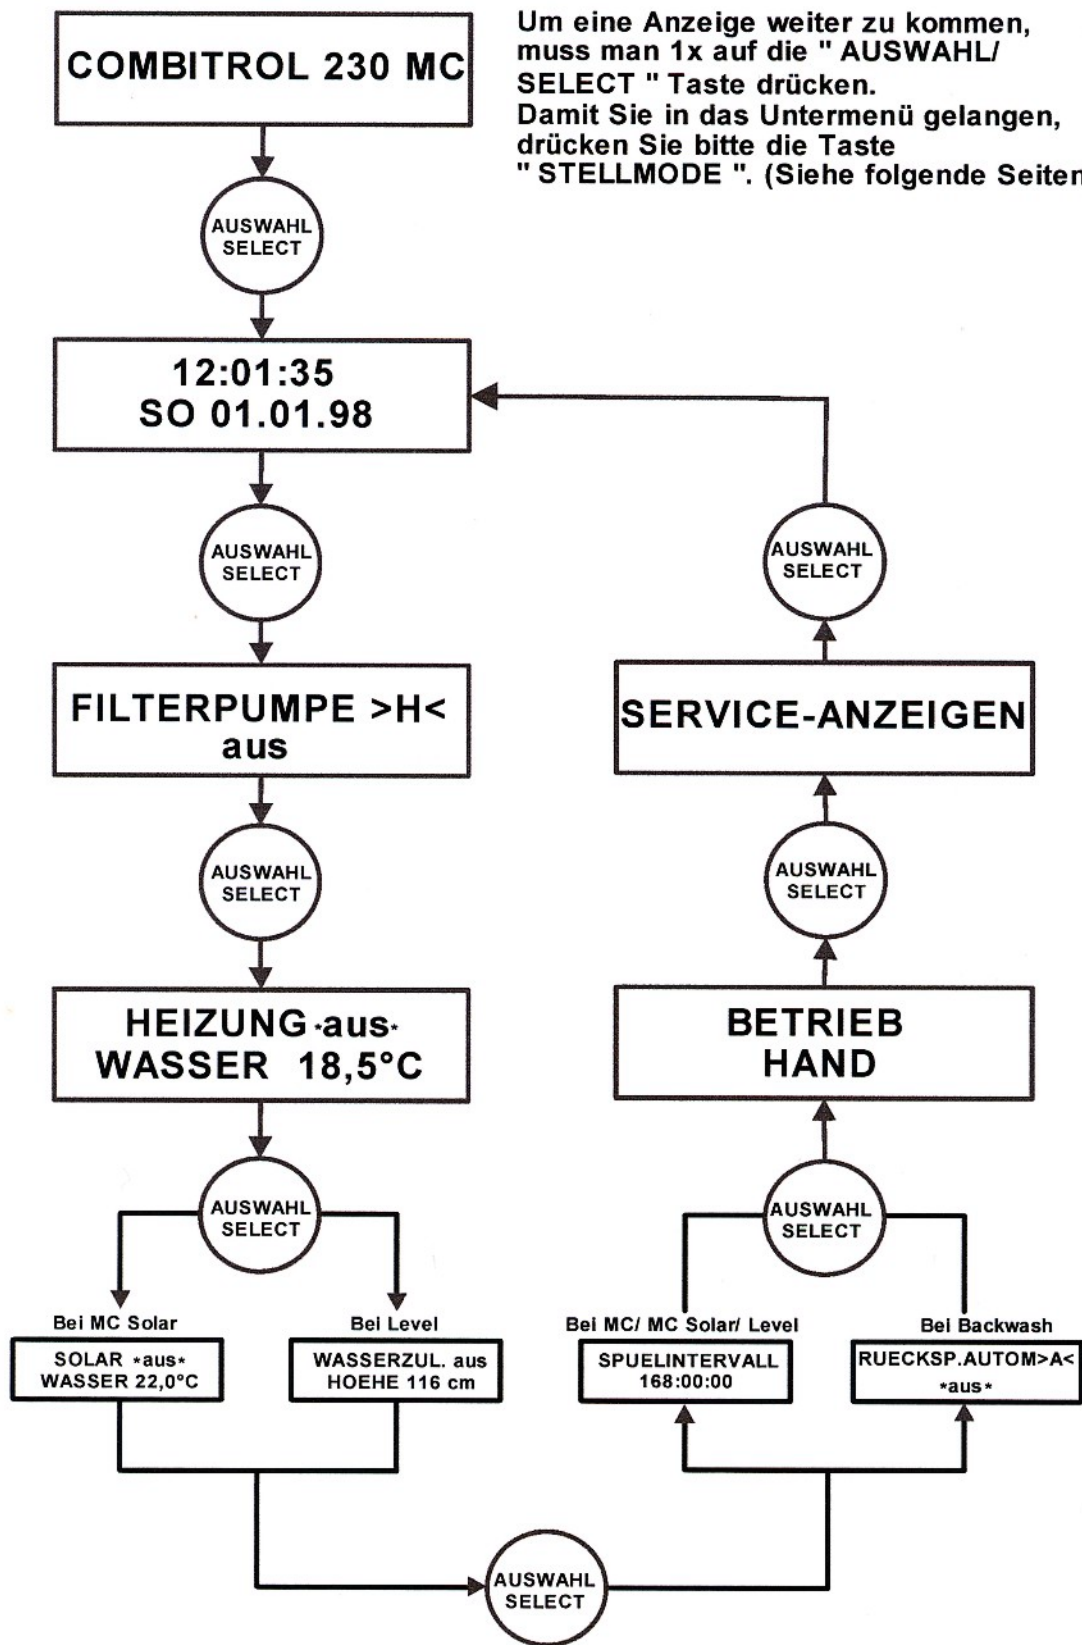 COMBITROL 230 MC
Um eine Anzeige weiter zu kommen,
muss man 1x auf die " AUSWAHL/
SELECT " Taste drücken.
Damit Sie in das Untermenü gelangen,
drücken Sie bitte die Taste
" STELLMODE ". (Siehe folgende Seiten
AUSWAHL
SELECT
12:01:35
SO 01.01.98
AUSWAHL
SELECT
AUSWAHL
SELECT
FILTERPUMPE >H<
aus
SERVICE-ANZEIGEN
AUSWAHL
SELECT
AUSWAHL
SELECT
HEIZUNG *aus*
WASSER 18,5°C
BETRIEB
HAND
AUSWAHL
SELECT
AUSWAHL
SELECT
Bei MC Solar
Bei Level
Bei MC/ MC Solar/ Level
Bei Backwash
SOLAR *aus*
WASSER 22,0°C
WASSERZUL. aus
HOEHE 116 cm
SPUELINTERVALL
168:00:00
RUECKSP.AUTOM>A<
*aus*
AUSWAHL
SELECT